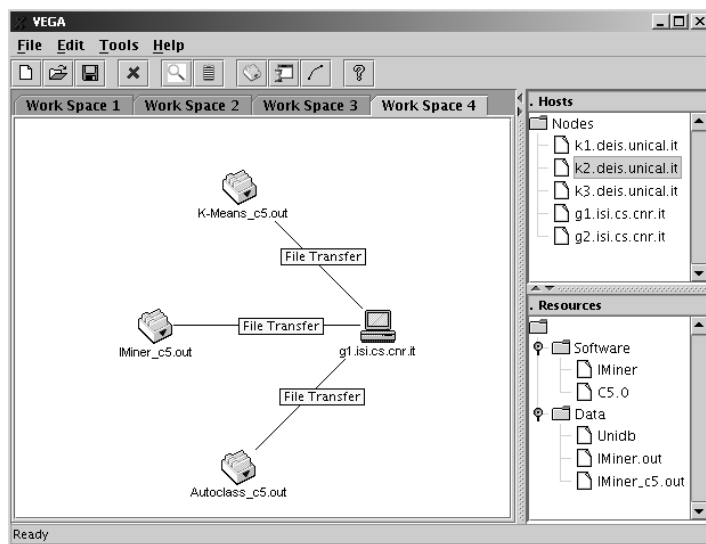 VEGA
File Edit Tools Help
Work Space 1 Work Space 2 Work Space 3 Work Space 4
K-Means_c5.out
File Transfer
IMiner_c5.out
File Transfer
g1.isi.cs.cnr.it
File Transfer
Autoclass_c5.out
. Hosts
Nodes
k1.deis.unical.it
k2.deis.unical.it
k3.deis.unical.it
g1.isi.cs.cnr.it
g2.isi.cs.cnr.it
. Resources
Software
IMiner
C5.0
Data
Unidb
IMiner.out
IMiner_c5.out
Ready